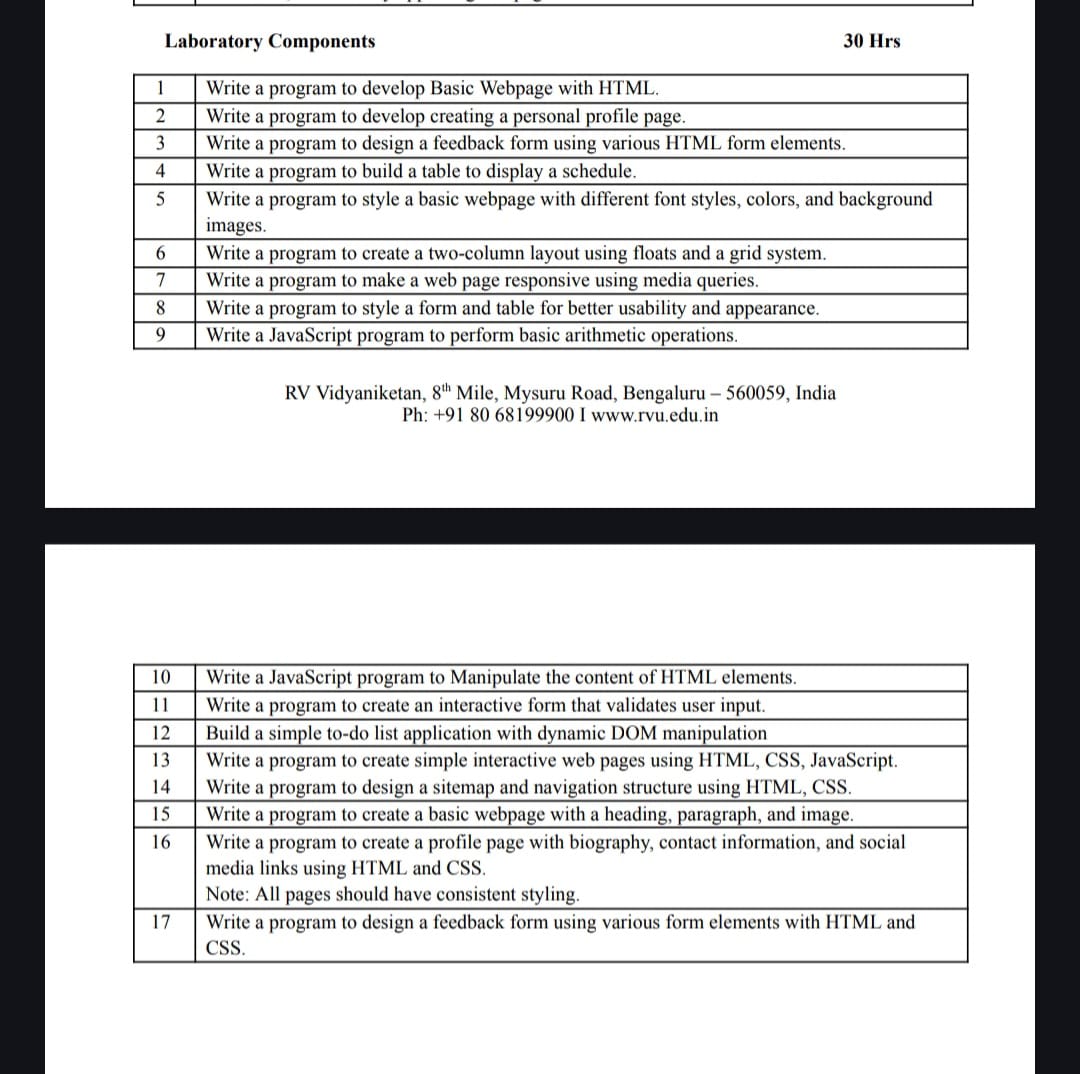 Laboratory Components 30 Hrs
1 Write a program to develop Basic Webpage with HTML.
2 Write a program to develop creating a personal profile page.
3 Write a program to design a feedback form using various HTML form elements.
4 Write a program to build a table to display a schedule.
5 Write a program to style a basic webpage with different font styles, colors, and background
images.
6 Write a program to create a two-column layout using floats and a grid system.
7 Write a program to make a web page responsive using media queries.
8 Write a program to style a form and table for better usability and appearance.
9 Write a JavaScript program to perform basic arithmetic operations.
RV Vidyaniketan, 8th Mile, Mysuru Road, Bengaluru – 560059, India
Ph: +91 80 68199900 I www.rvu.edu.in
10 Write a JavaScript program to Manipulate the content of HTML elements.
11 Write a program to create an interactive form that validates user input.
12 Build a simple to-do list application with dynamic DOM manipulation
13 Write a program to create simple interactive web pages using HTML, CSS, JavaScript.
14 Write a program to design a sitemap and navigation structure using HTML, CSS.
15 Write a program to create a basic webpage with a heading, paragraph, and image.
16 Write a program to create a profile page with biography, contact information, and social
media links using HTML and CSS.
Note: All pages should have consistent styling.
17 Write a program to design a feedback form using various form elements with HTML and
CSS.